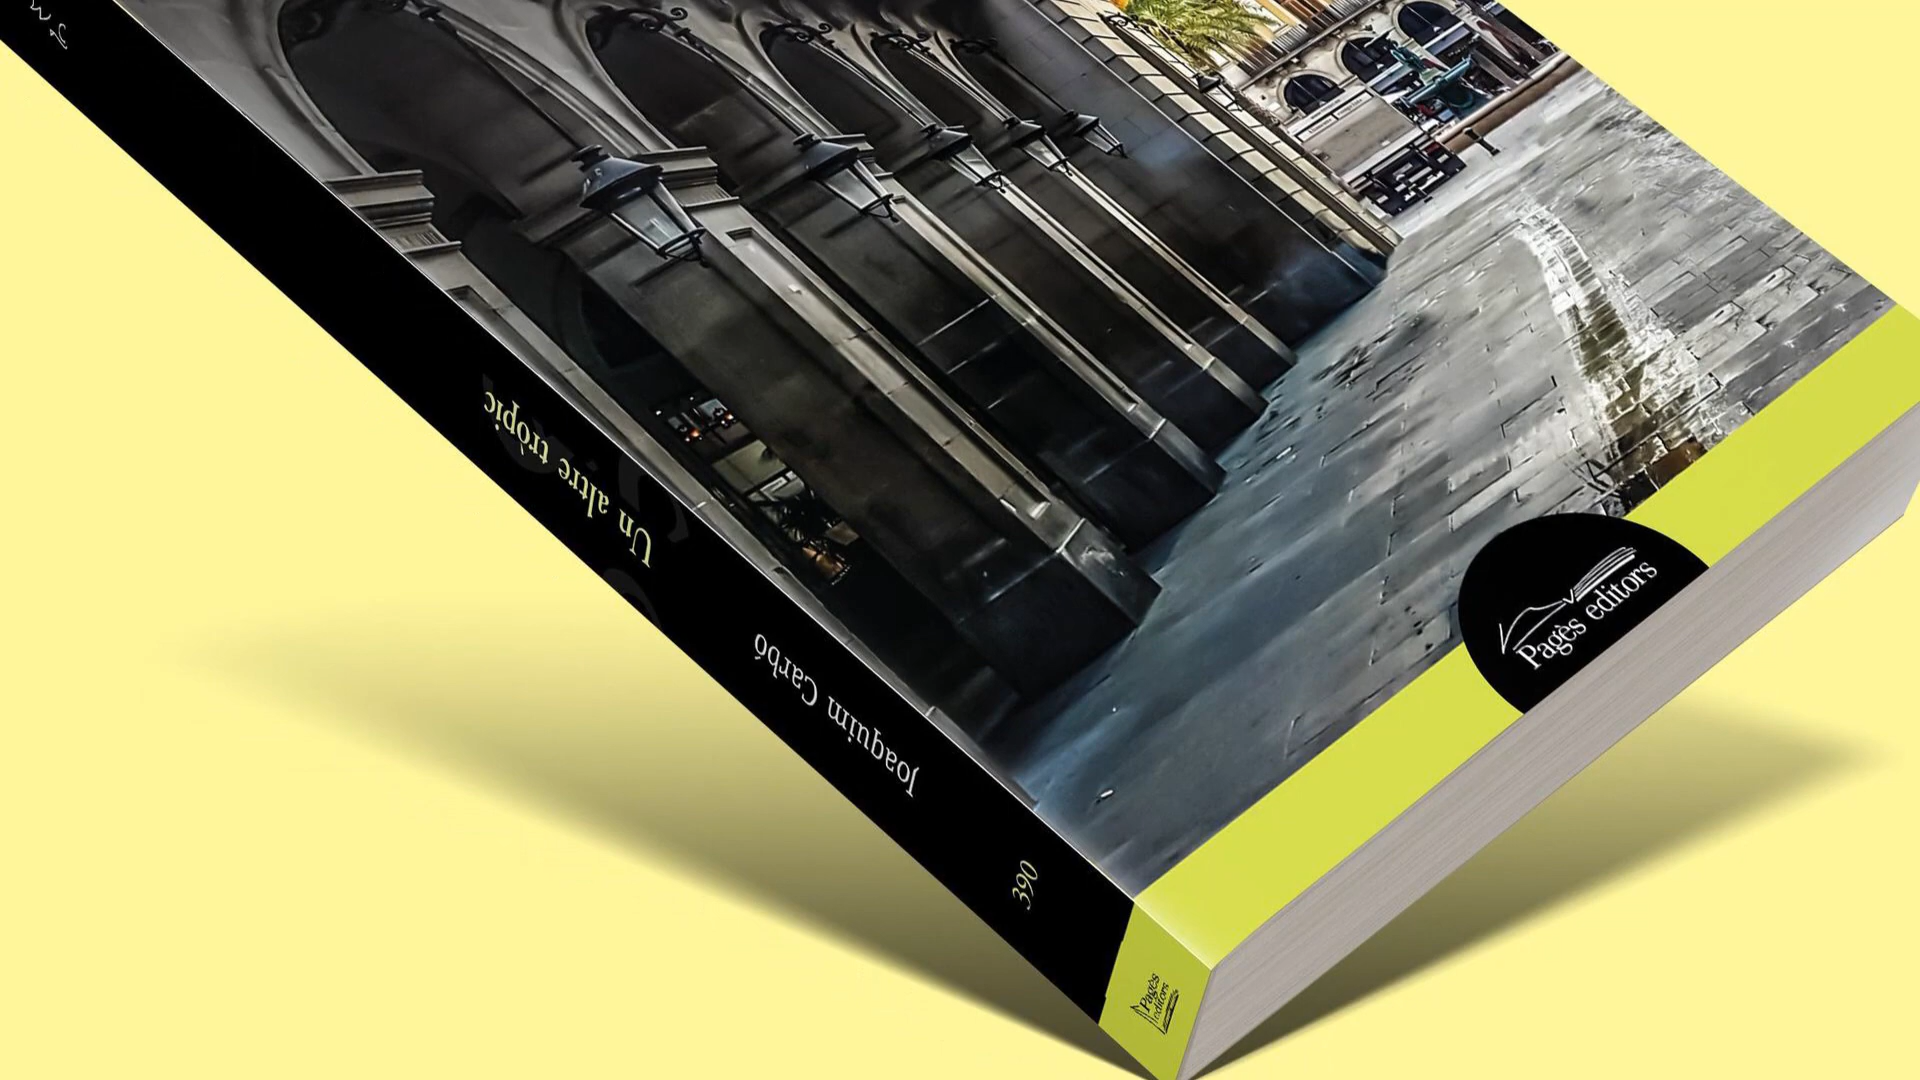 Un altre tròpic
Joaquim Carbó
390
Pagès
editors
Pagès editors